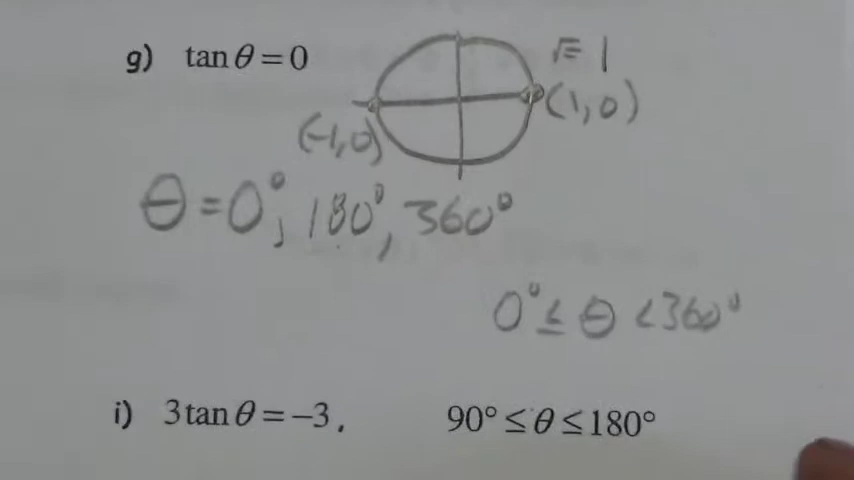 g) tan θ = 0
r = 1
(1, 0)
(-1, 0)
θ = 0°, 180°, 360°
0° ≤ θ < 360°
i) 3 tan θ = −3, 90° ≤ θ ≤ 180°